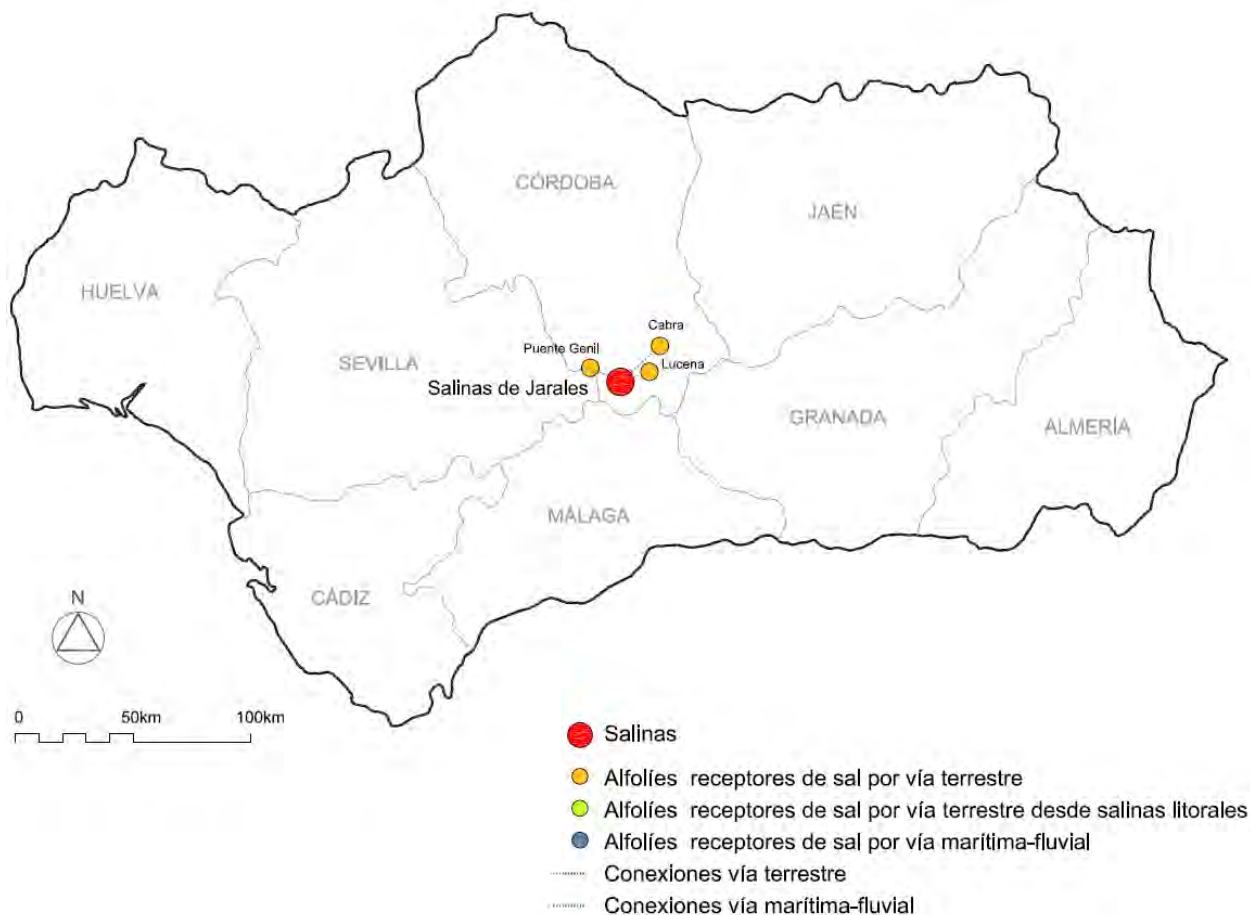 CÓRDOBA
JAÉN
HUELVA
SEVILLA
Cabra
Puente Genil
Lucena
Salinas de Jarales
GRANADA
ALMERÍA
MÁLAGA
CÁDIZ
N
0 50km 100km
Salinas
Alfolíes receptores de sal por vía terrestre
Alfolíes receptores de sal por vía terrestre desde salinas litorales
Alfolíes receptores de sal por vía marítima-fluvial
Conexiones vía terrestre
Conexiones vía marítima-fluvial